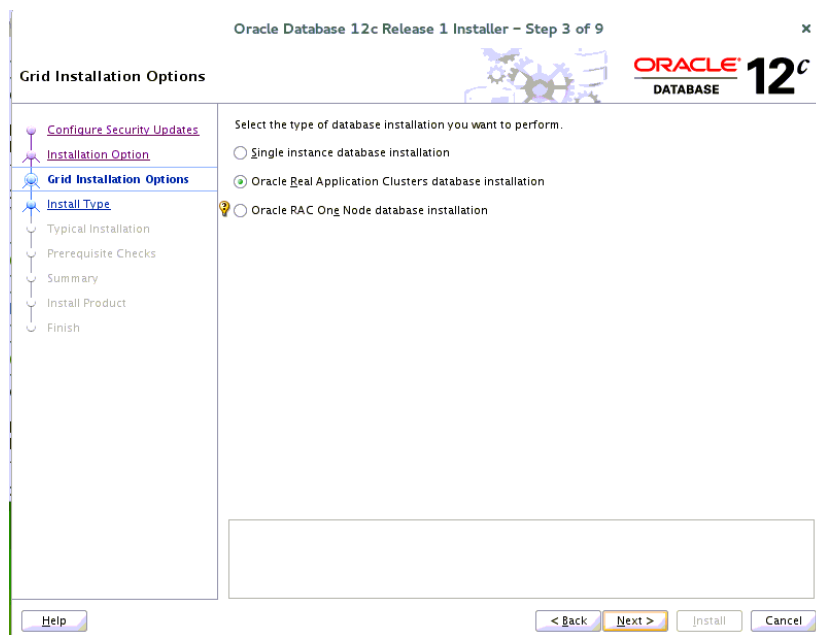 Oracle Database 12c Release 1 Installer – Step 3 of 9
Grid Installation Options
ORACLE
DATABASE
12c
Configure Security Updates
Installation Option
Grid Installation Options
Install Type
Typical Installation
Prerequisite Checks
Summary
Install Product
Finish
Select the type of database installation you want to perform.
Single instance database installation
Oracle Real Application Clusters database installation
Oracle RAC One Node database installation
Help
< Back
Next >
Install
Cancel